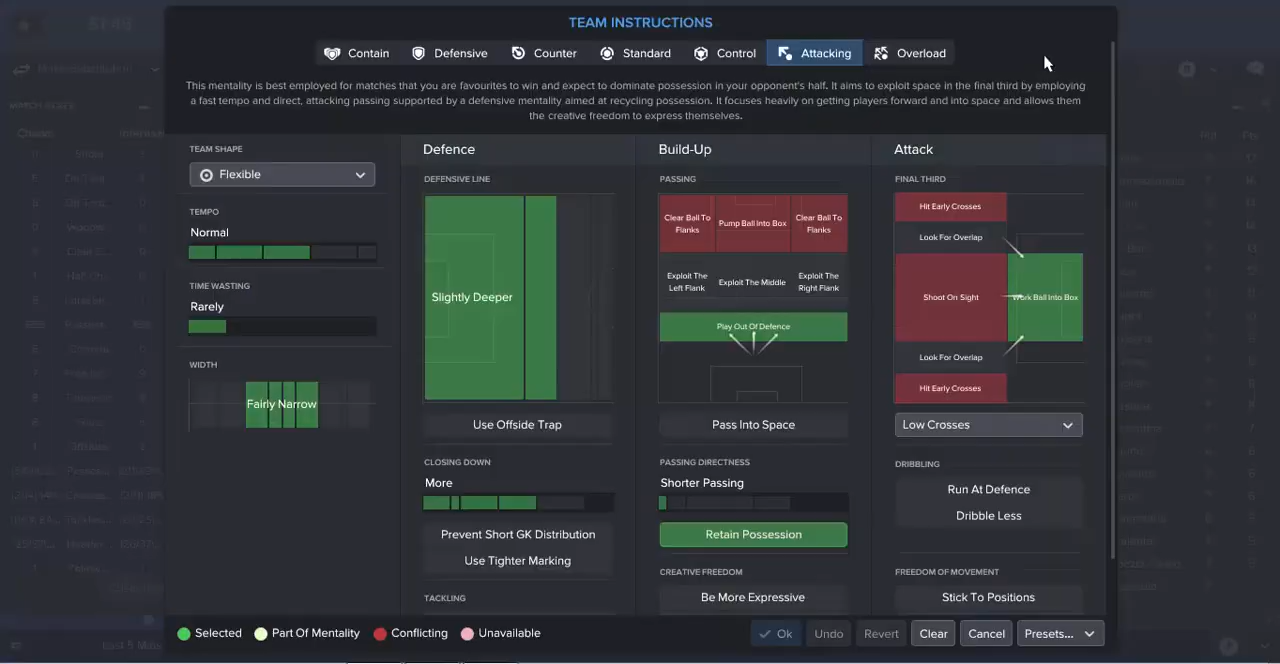 TEAM INSTRUCTIONS
Contain
Defensive
Counter
Standard
Control
Attacking
Overload
This mentality is best employed for matches that you are favourites to win and expect to dominate possession in your opponent's half. It aims to exploit space in the final third by employing
a fast tempo and direct, attacking passing supported by a defensive mentality aimed at recycling possession. It focuses heavily on getting players forward and into space and allows them
the creative freedom to express themselves.
TEAM SHAPE
Flexible
TEMPO
Normal
TIME WASTING
Rarely
WIDTH
Fairly Narrow
Defence
DEFENSIVE LINE
Slightly Deeper
Use Offside Trap
CLOSING DOWN
More
Prevent Short GK Distribution
Use Tighter Marking
TACKLING
Build-Up
PASSING
Clear Ball To
Flanks
Pump Ball Into Box
Clear Ball To
Flanks
Exploit The
Left Flank
Exploit The Middle
Exploit The
Right Flank
Play Out Of Defence
Pass Into Space
PASSING DIRECTNESS
Shorter Passing
Retain Possession
CREATIVE FREEDOM
Be More Expressive
Attack
FINAL THIRD
Hit Early Crosses
Look For Overlap
Shoot On Sight
Work Ball Into Box
Look For Overlap
Hit Early Crosses
Low Crosses
DRIBBLING
Run At Defence
Dribble Less
FREEDOM OF MOVEMENT
Stick To Positions
Selected
Part Of Mentality
Conflicting
Unavailable
Ok
Undo
Revert
Clear
Cancel
Presets...
Last 5 Mins